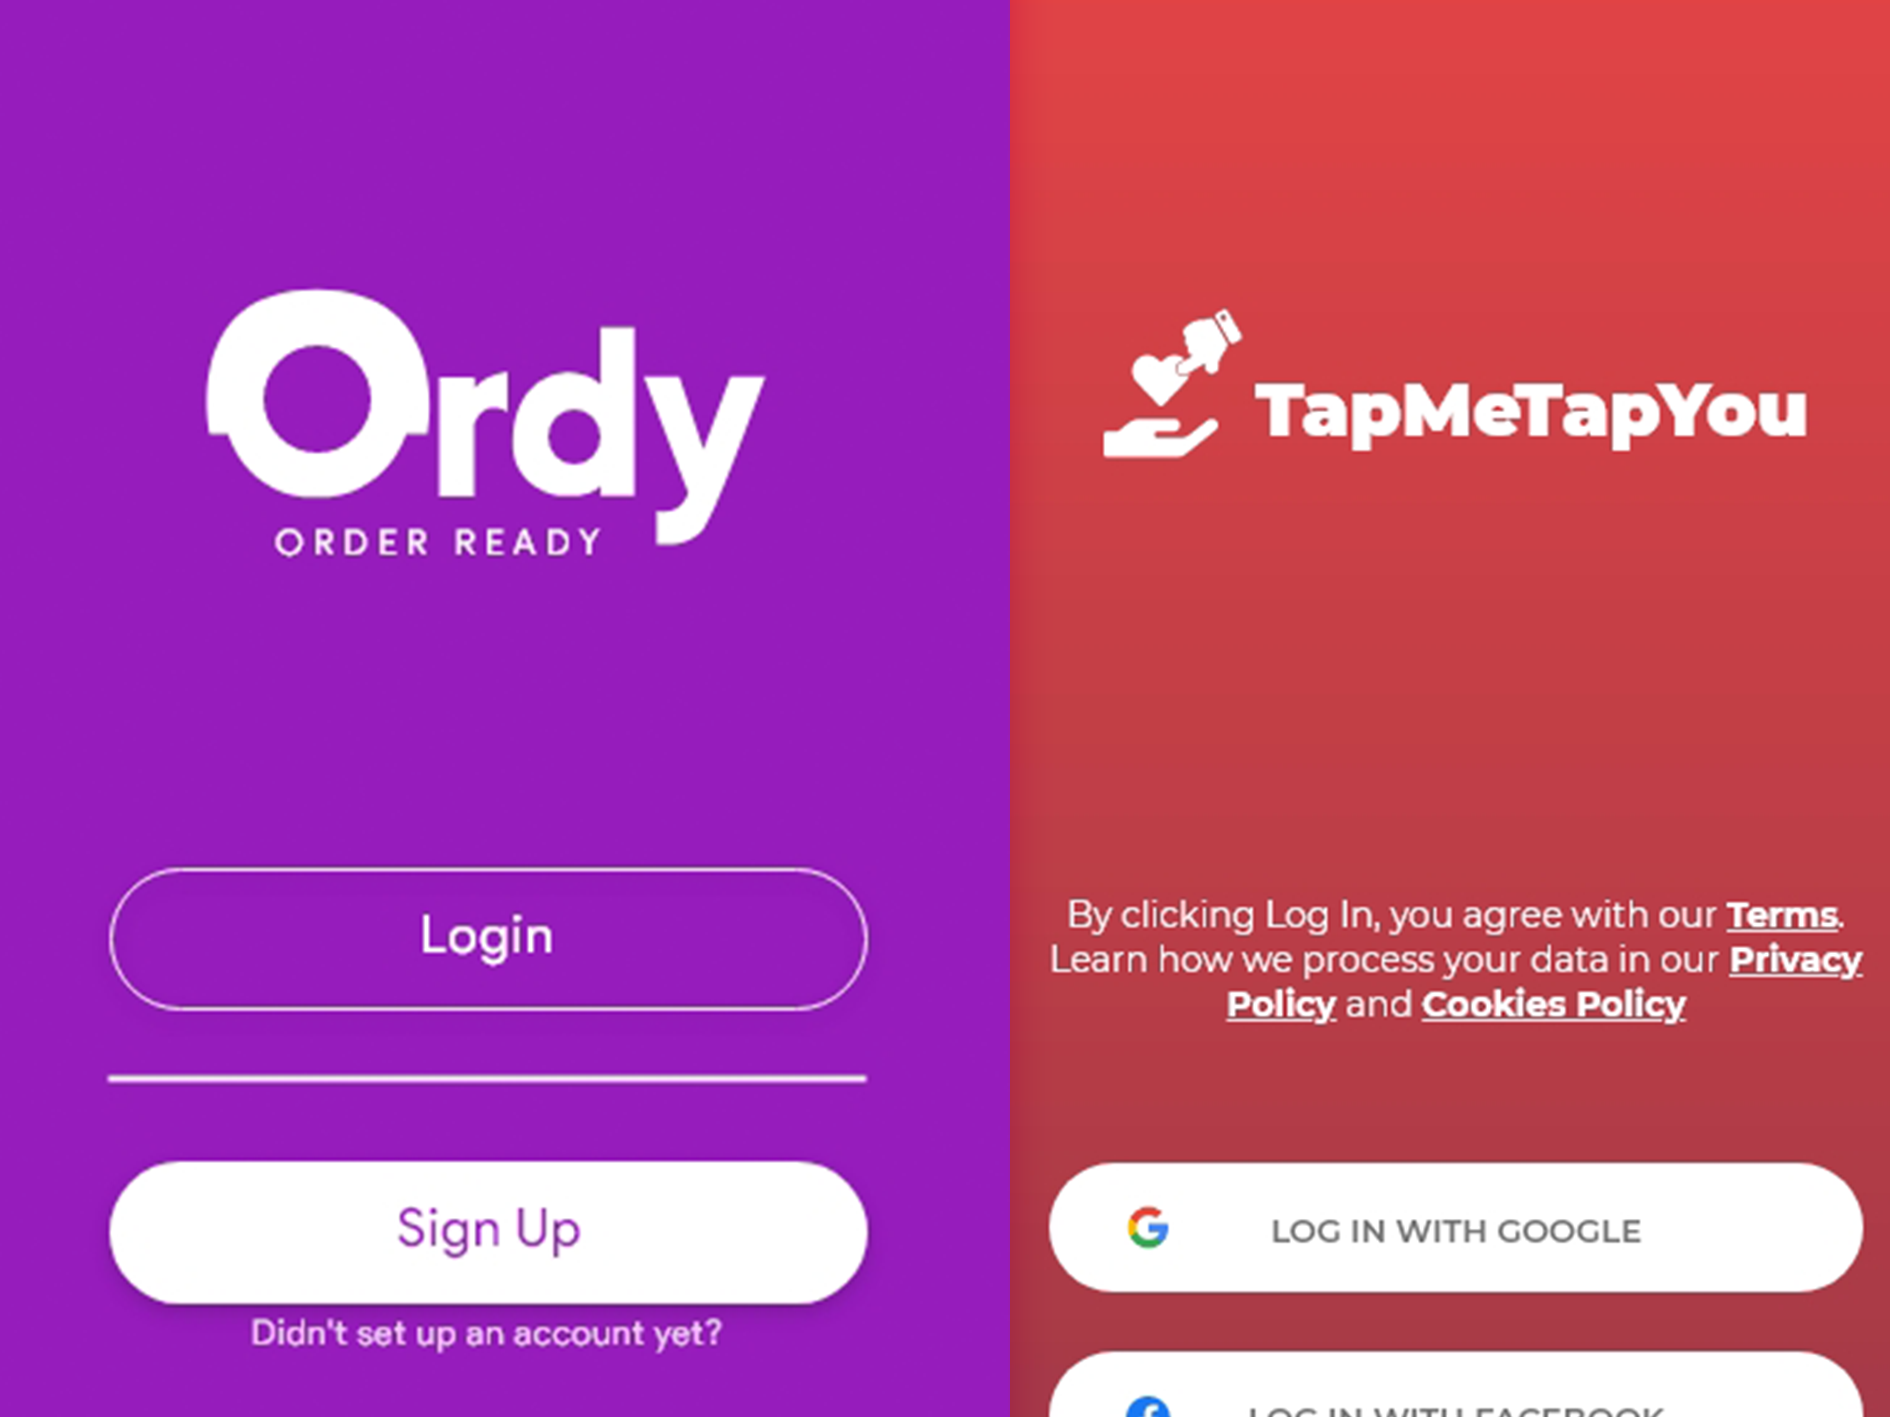 Ordy
ORDER READY
Login
Sign Up
Didn't set up an account yet?
TapMeTapYou
By clicking Log In, you agree with our Terms.
Learn how we process your data in our Privacy
Policy and Cookies Policy
LOG IN WITH GOOGLE
LOG IN WITH FACEBOOK